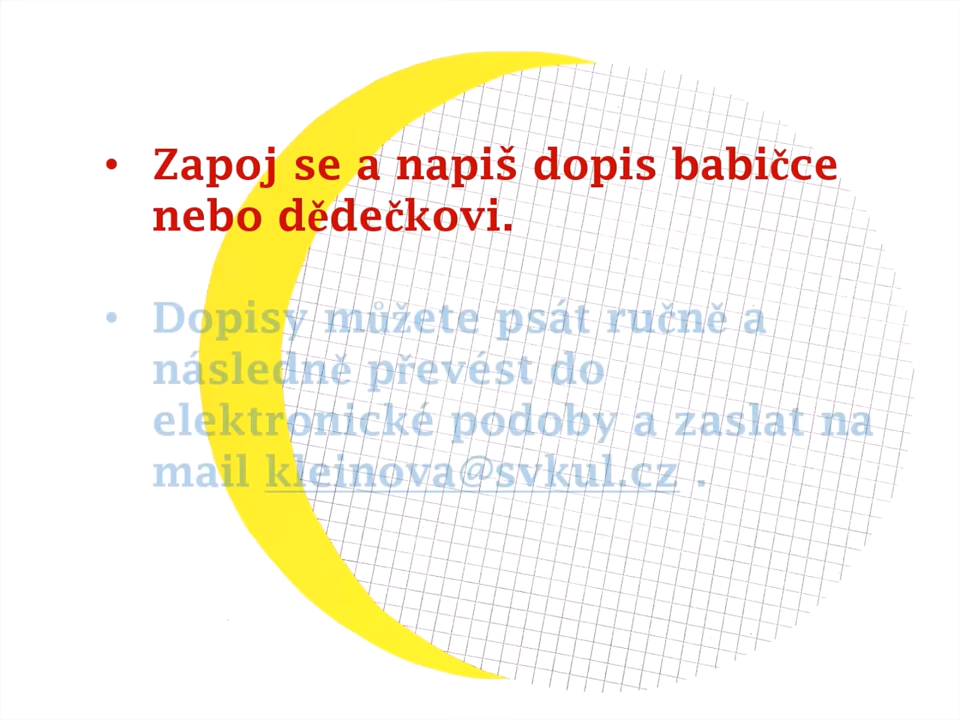 • Zapoj se a napiš dopis babičce
nebo dědečkovi.
• Dopisy můžete psát ručně a
následně převést do
elektronické podoby a zaslat na
mail kleinova@svkul.cz .